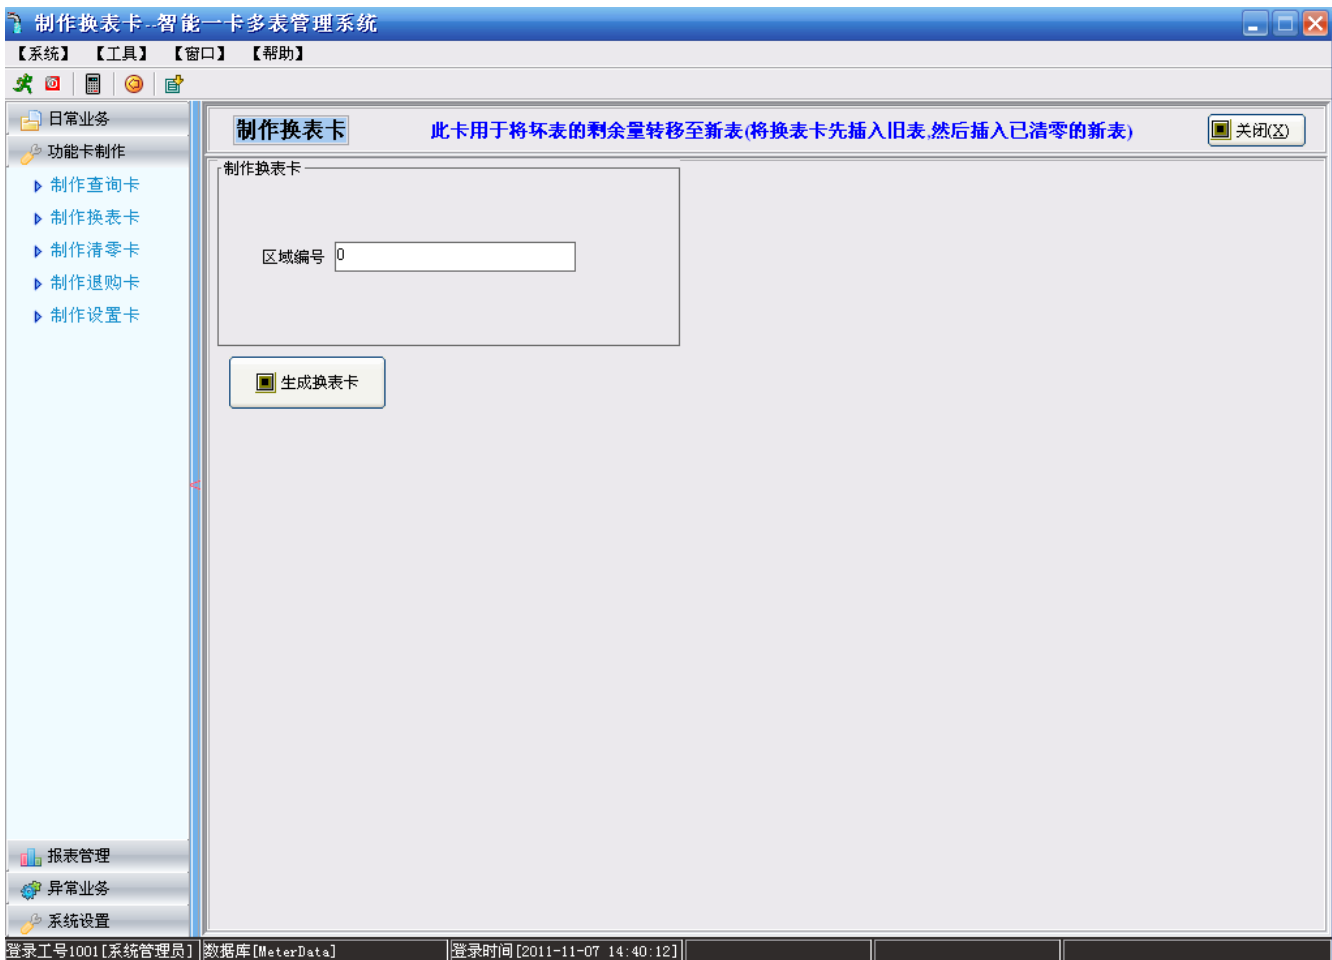 制作换表卡--智能一卡多表管理系统
【系统】 【工具】 【窗口】 【帮助】
日常业务
功能卡制作
制作查询卡
制作换表卡
制作清零卡
制作退购卡
制作设置卡
报表管理
异常业务
系统设置
制作换表卡 此卡用于将坏表的剩余量转移至新表(将换表卡先插入旧表,然后插入已清零的新表) 关闭(X)
制作换表卡
区域编号 0
生成换表卡
登录工号1001[系统管理员] 数据库[MeterData] 登录时间[2011-11-07 14:40:12]